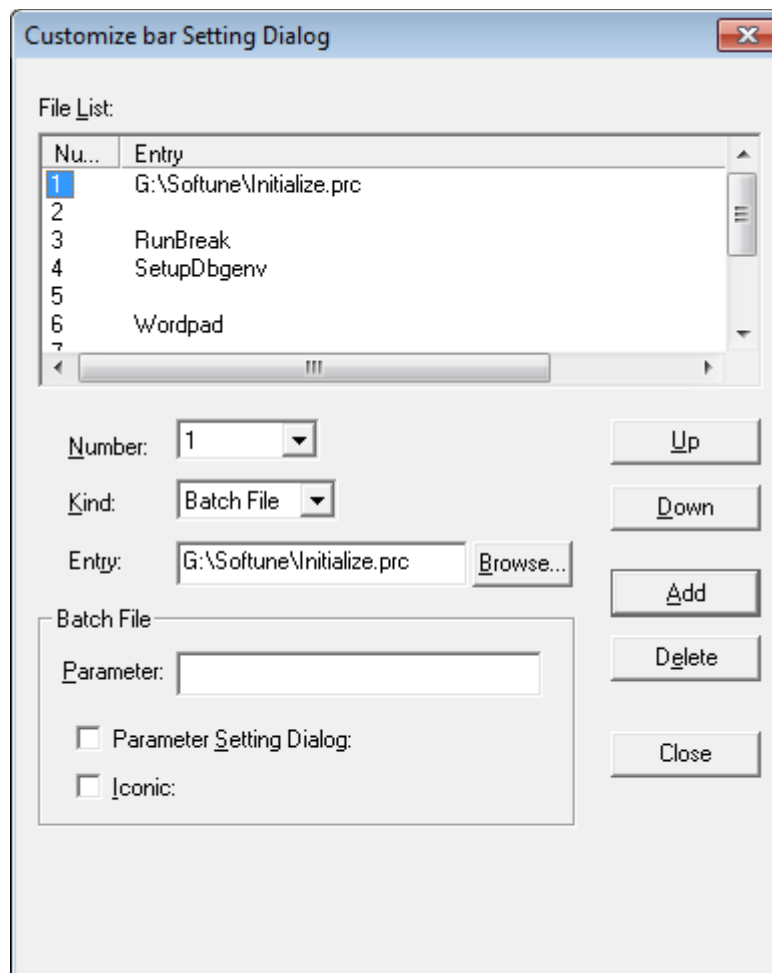 Customize bar Setting Dialog
File List:
Nu... Entry
1 G:\Softune\Initialize.prc
2
3 RunBreak
4 SetupDbgenv
5
6 Wordpad
7
Number: 1 Up
Kind: Batch File Down
Entry: G:\Softune\Initialize.prc Browse...
Add
Batch File
Delete
Parameter:
Parameter Setting Dialog:
Close
Iconic: